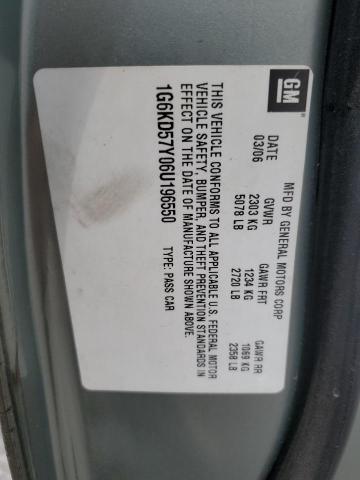 GM
MFD BY GENERAL MOTORS CORP
DATE GVWR GAWR FRT GAWR RR
03/06 2303 KG 1234 KG 1069 KG
5078 LB 2720 LB 2358 LB
THIS VEHICLE CONFORMS TO ALL APPLICABLE U.S. FEDERAL MOTOR
VEHICLE SAFETY, BUMPER, AND THEFT PREVENTION STANDARDS IN
EFFECT ON THE DATE OF MANUFACTURE SHOWN ABOVE.
1G6KD57Y06U196550 TYPE: PASS CAR